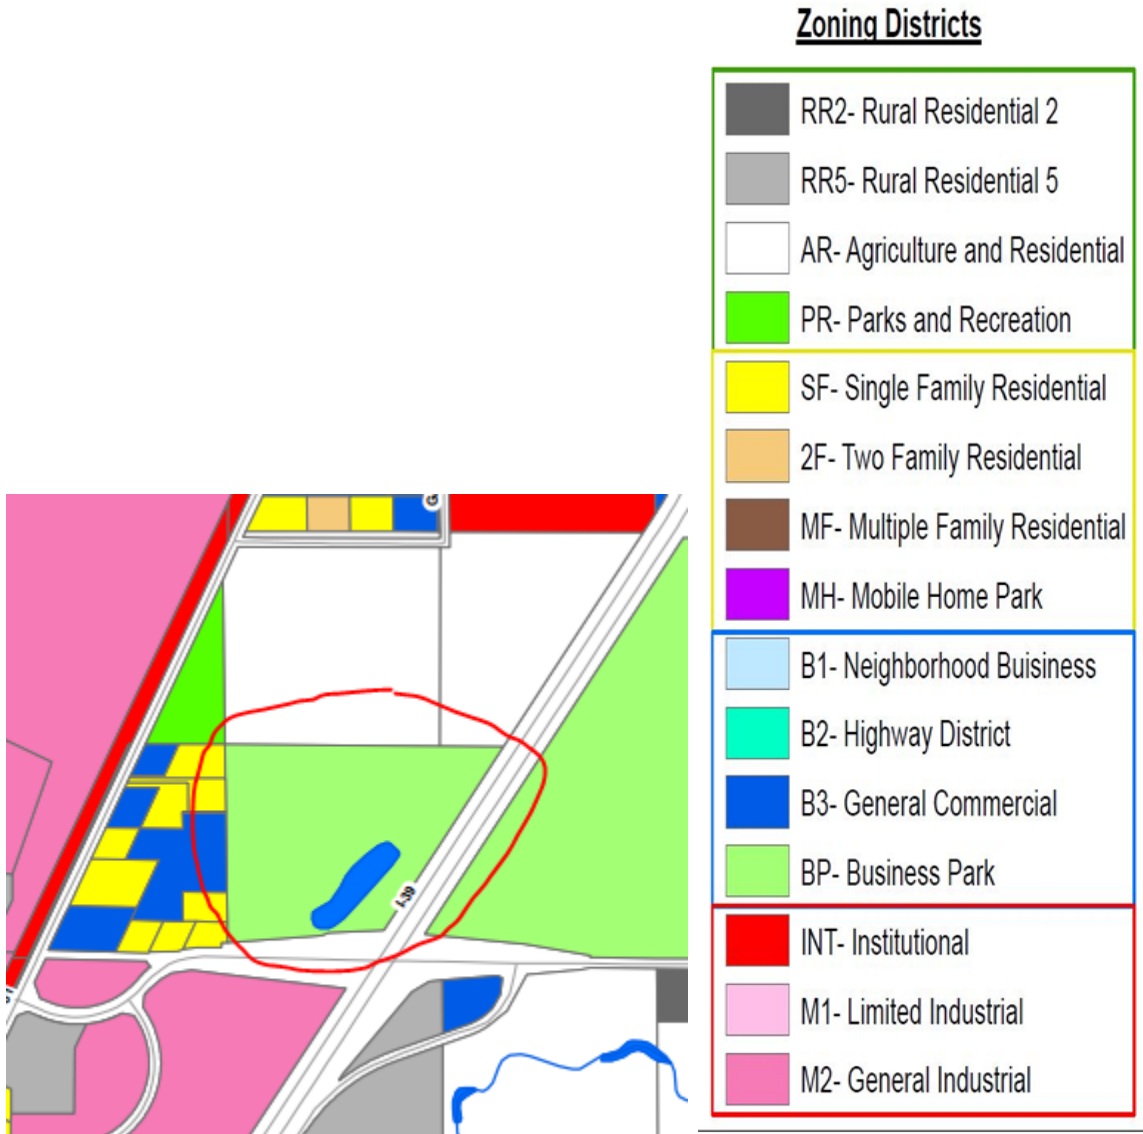 Zoning Districts
RR2- Rural Residential 2
RR5- Rural Residential 5
AR- Agriculture and Residential
PR- Parks and Recreation
SF- Single Family Residential
2F- Two Family Residential
MF- Multiple Family Residential
MH- Mobile Home Park
B1- Neighborhood Buisiness
B2- Highway District
B3- General Commercial
BP- Business Park
INT- Institutional
M1- Limited Industrial
M2- General Industrial
I-39